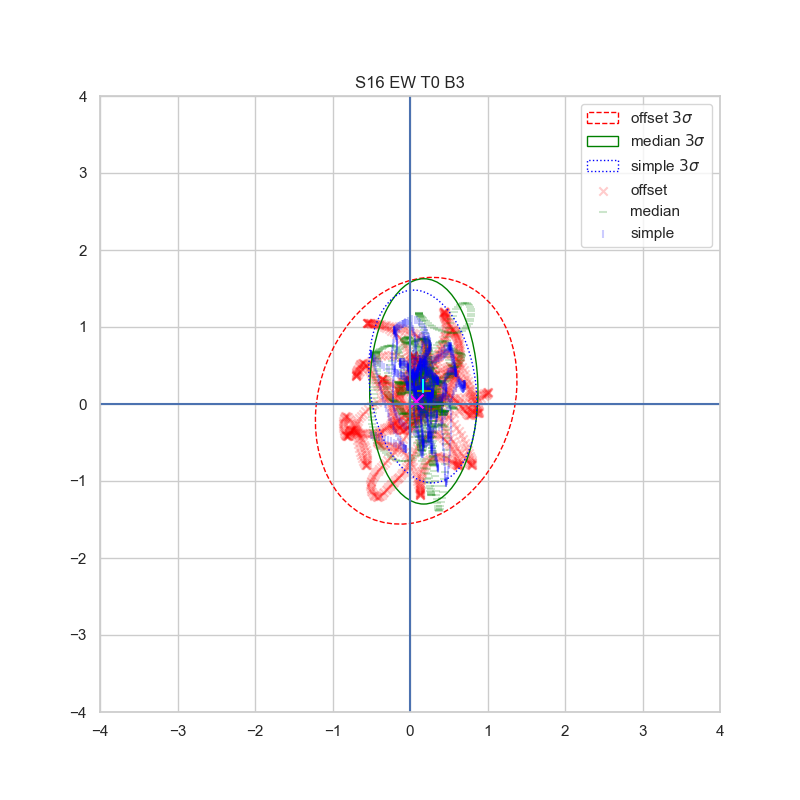 S16 EW T0 B3
4
3
2
1
0
−1
−2
−3
−4
−4
−3
−2
−1
0
1
2
3
4
offset 3σ
median 3σ
simple 3σ
offset
median
simple